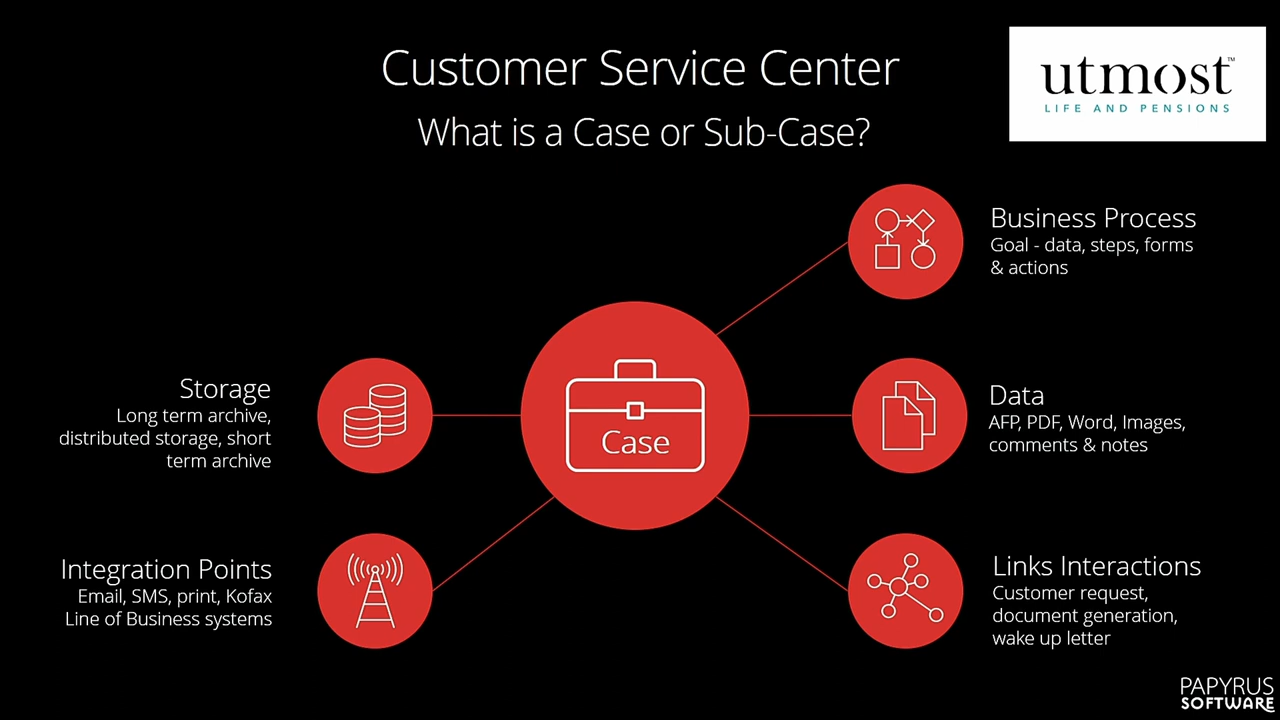 Customer Service Center
What is a Case or Sub-Case?
utmost™
LIFE AND PENSIONS
Business Process
Goal - data, steps, forms
& actions
Storage
Long term archive,
distributed storage, short
term archive
Case
Data
AFP, PDF, Word, Images,
comments & notes
Integration Points
Email, SMS, print, Kofax
Line of Business systems
Links Interactions
Customer request,
document generation,
wake up letter
PAPYRUS
SOFTWARE